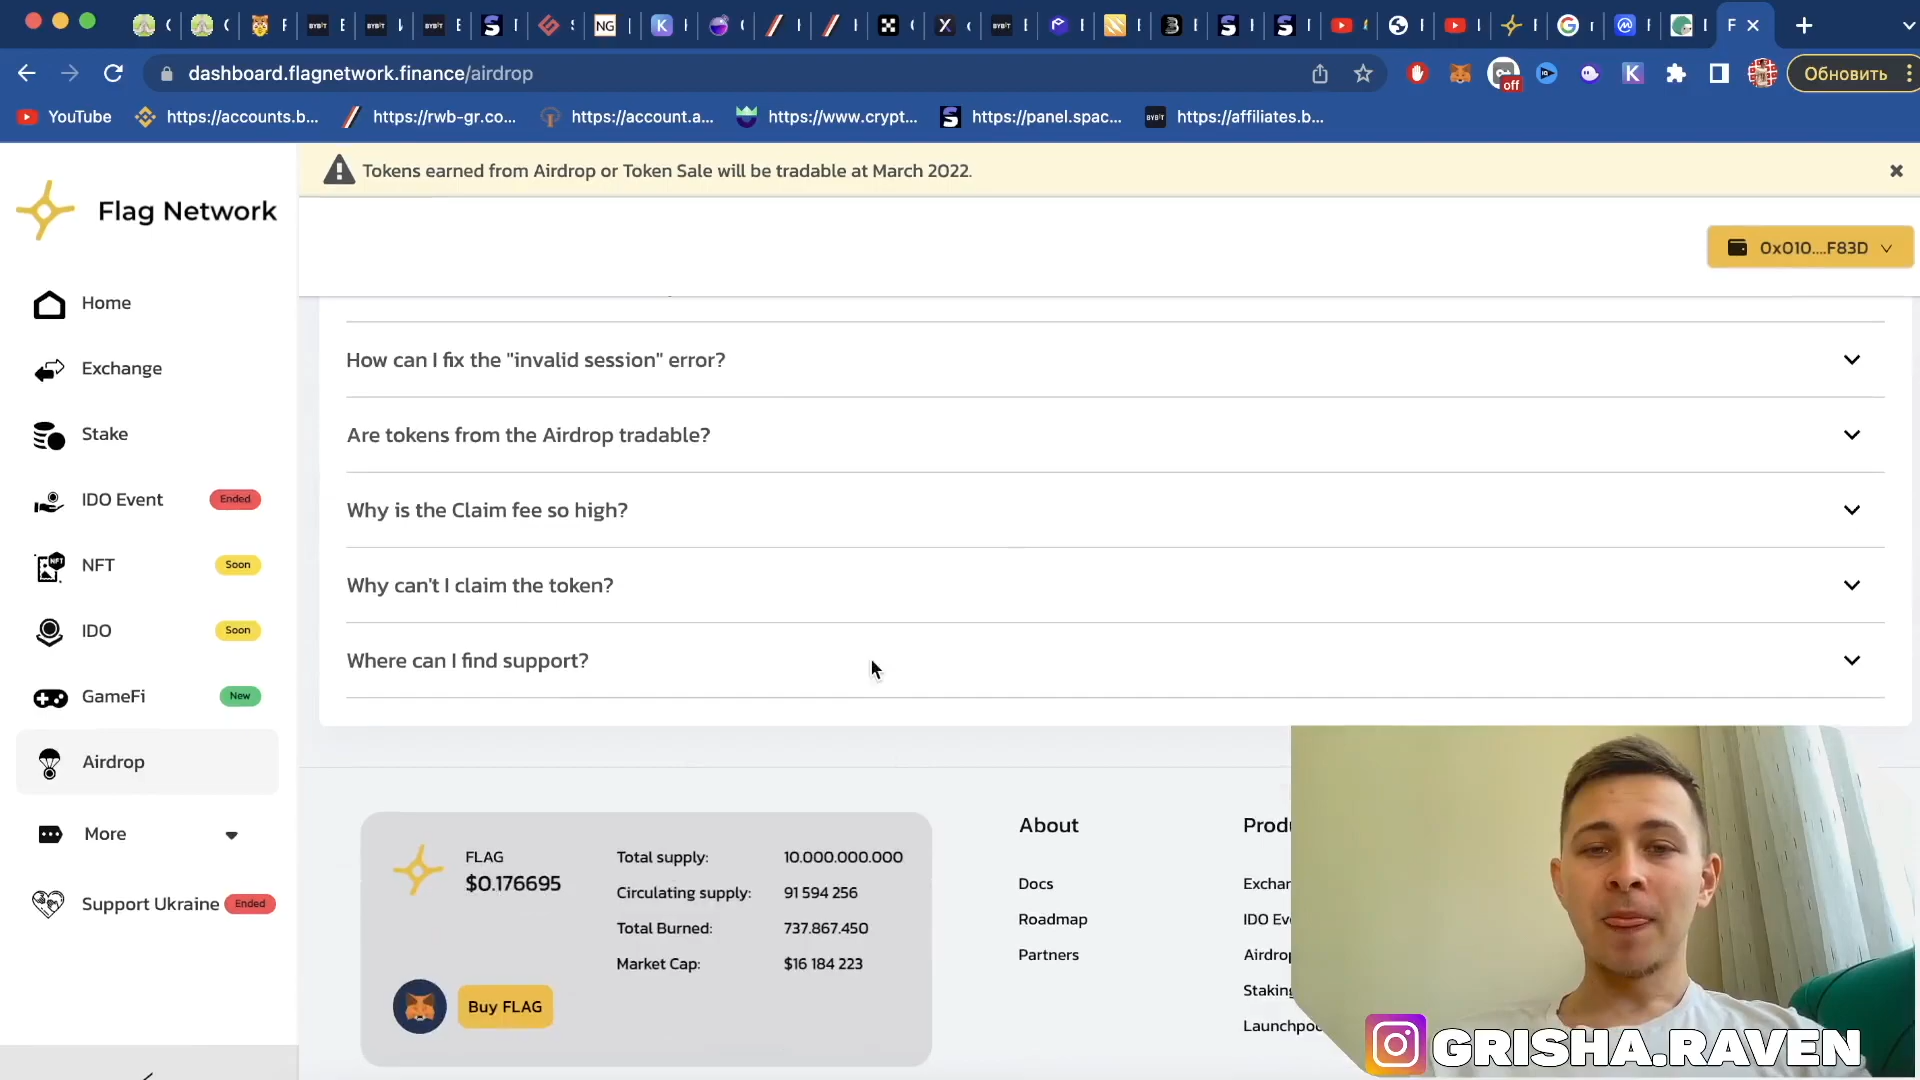 dashboard.flagnetwork.finance/airdrop
off
Обновить
YouTube
https://accounts.b...
https://rwb-gr.co...
https://account.a...
https://www.crypt...
https://panel.spac...
https://affiliates.b...
Tokens earned from Airdrop or Token Sale will be tradable at March 2022.
Flag Network
0x010....F83D
Home
Exchange
Stake
IDO Event
Ended
NFT
Soon
IDO
Soon
GameFi
New
Airdrop
More
Support Ukraine
Ended
How can I fix the "invalid session" error?
Are tokens from the Airdrop tradable?
Why is the Claim fee so high?
Why can't I claim the token?
Where can I find support?
FLAG
$0.176695
Total supply: 10.000.000.000
Circulating supply: 91 594 256
Total Burned: 737.867.450
Market Cap: $16 184 223
Buy FLAG
About
Docs
Roadmap
Partners
GRISHA.RAVEN